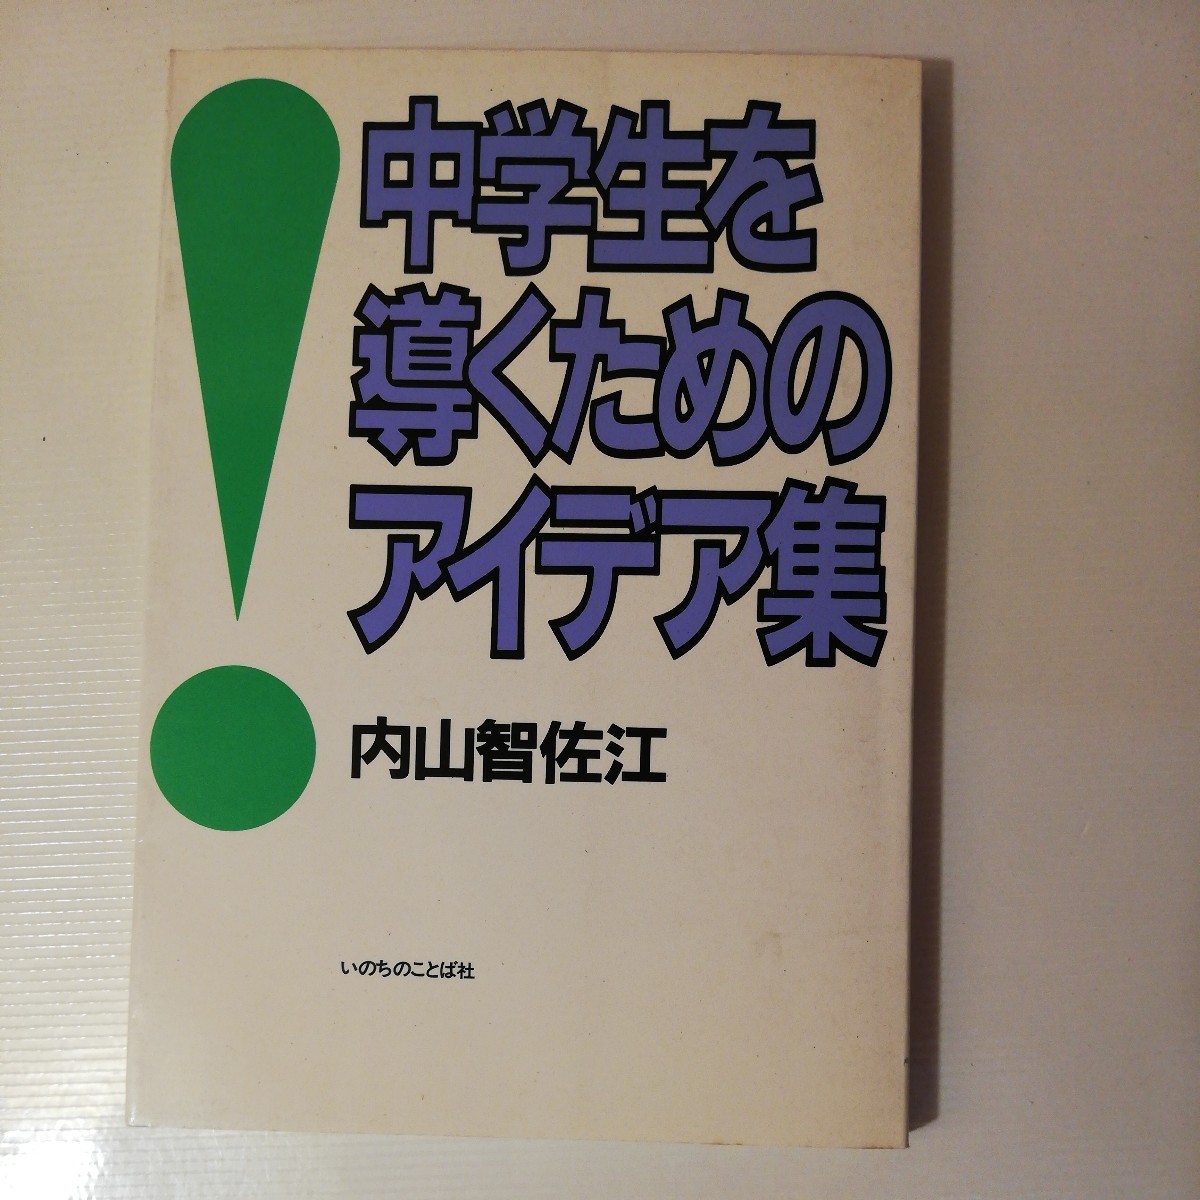 中学生を
導くための
アイデア集
内山智佐江
いのちのことば社